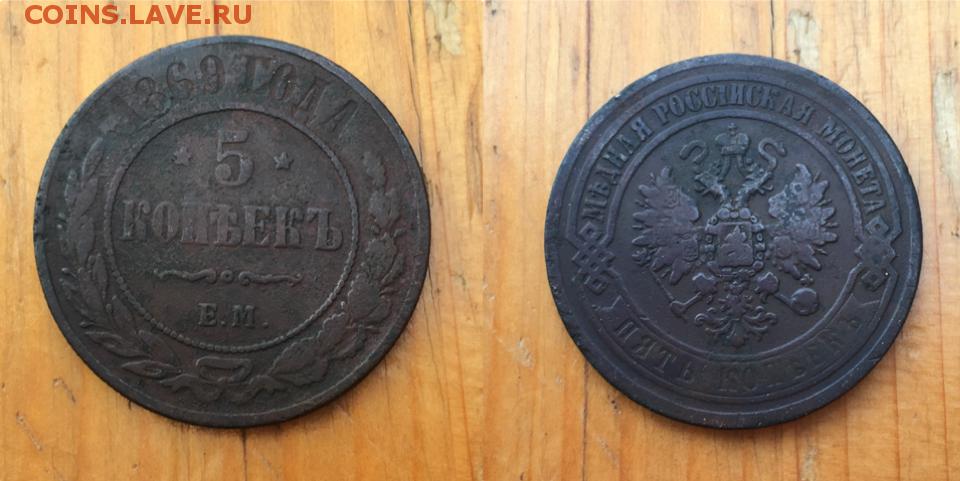 COINS.LAVE.RU
1869 ГОДА
5
КОПѢЕКЪ
Е.М.
МѢДНАЯ РОССІЙСКАЯ МОНЕТА
ПЯТЬ КОПѢЕКЪ